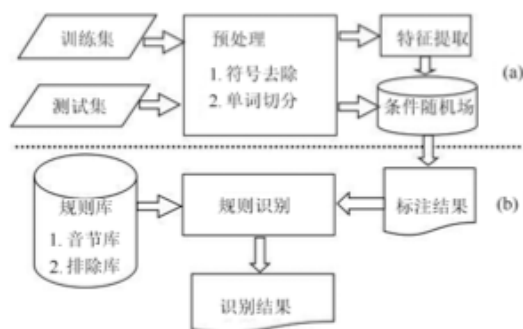 训练集
预处理
1. 符号去除
2. 单词切分
特征提取
(a)
测试集
条件随机场
规则库
1. 音节库
2. 排除库
规则识别
标注结果
(b)
识别结果